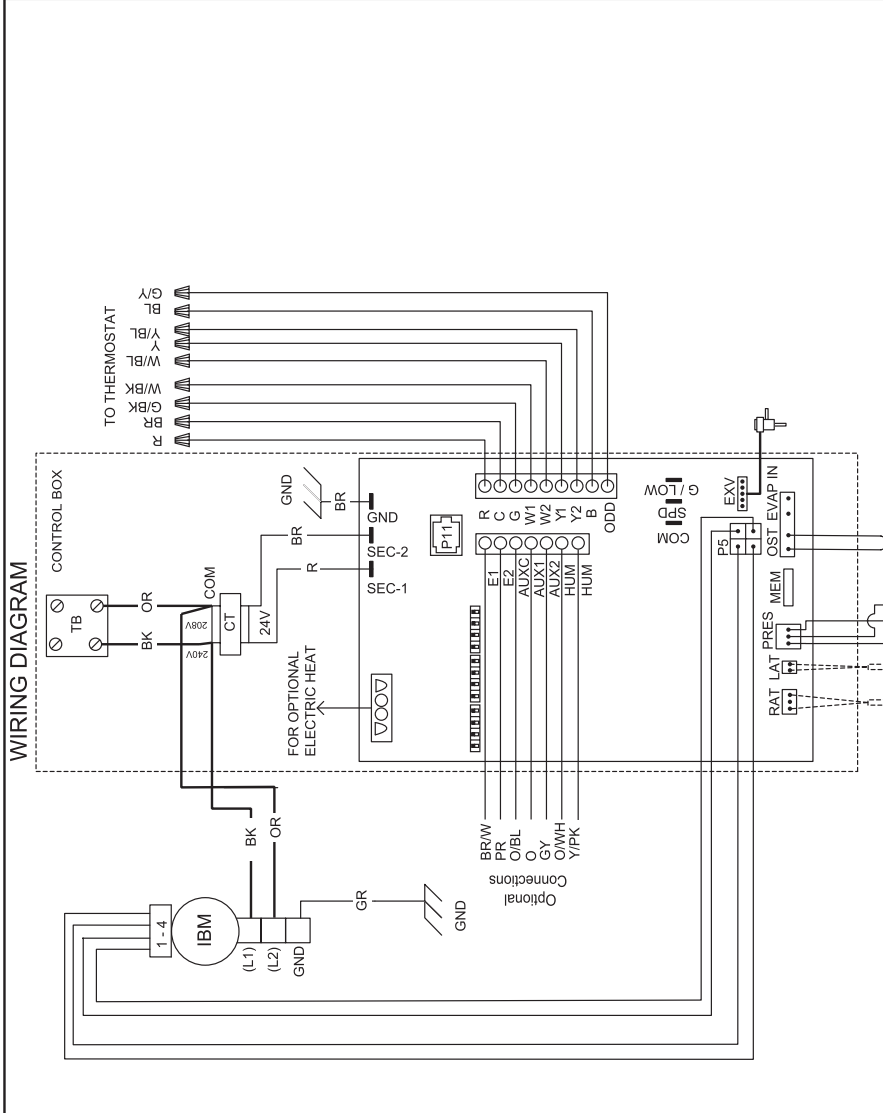 WIRING DIAGRAM
CONTROL BOX
TB
BK
OR
240V
208V
COM
CT
24V
TO THERMOSTAT
R
BR
G/BK
W/BK
W/BL
Y
Y/BL
BL
G/Y
GND
BR
BR
R
GND
SEC-2
SEC-1
FOR OPTIONAL
ELECTRIC HEAT
P11
R
C
G
W1
W2
Y1
Y2
B
ODD
E1
E2
AUXC
AUX1
AUX2
HUM
HUM
COM
SPD
G / LOW
EXV
P5
OST
EVAP IN
MEM
PRES
LAT
RAT
BK
OR
BR/W
PR
O/BL
O
GY
O/WH
Y/PK
Optional
Connections
1 - 4
IBM
(L1)
(L2)
GND
GR
GND